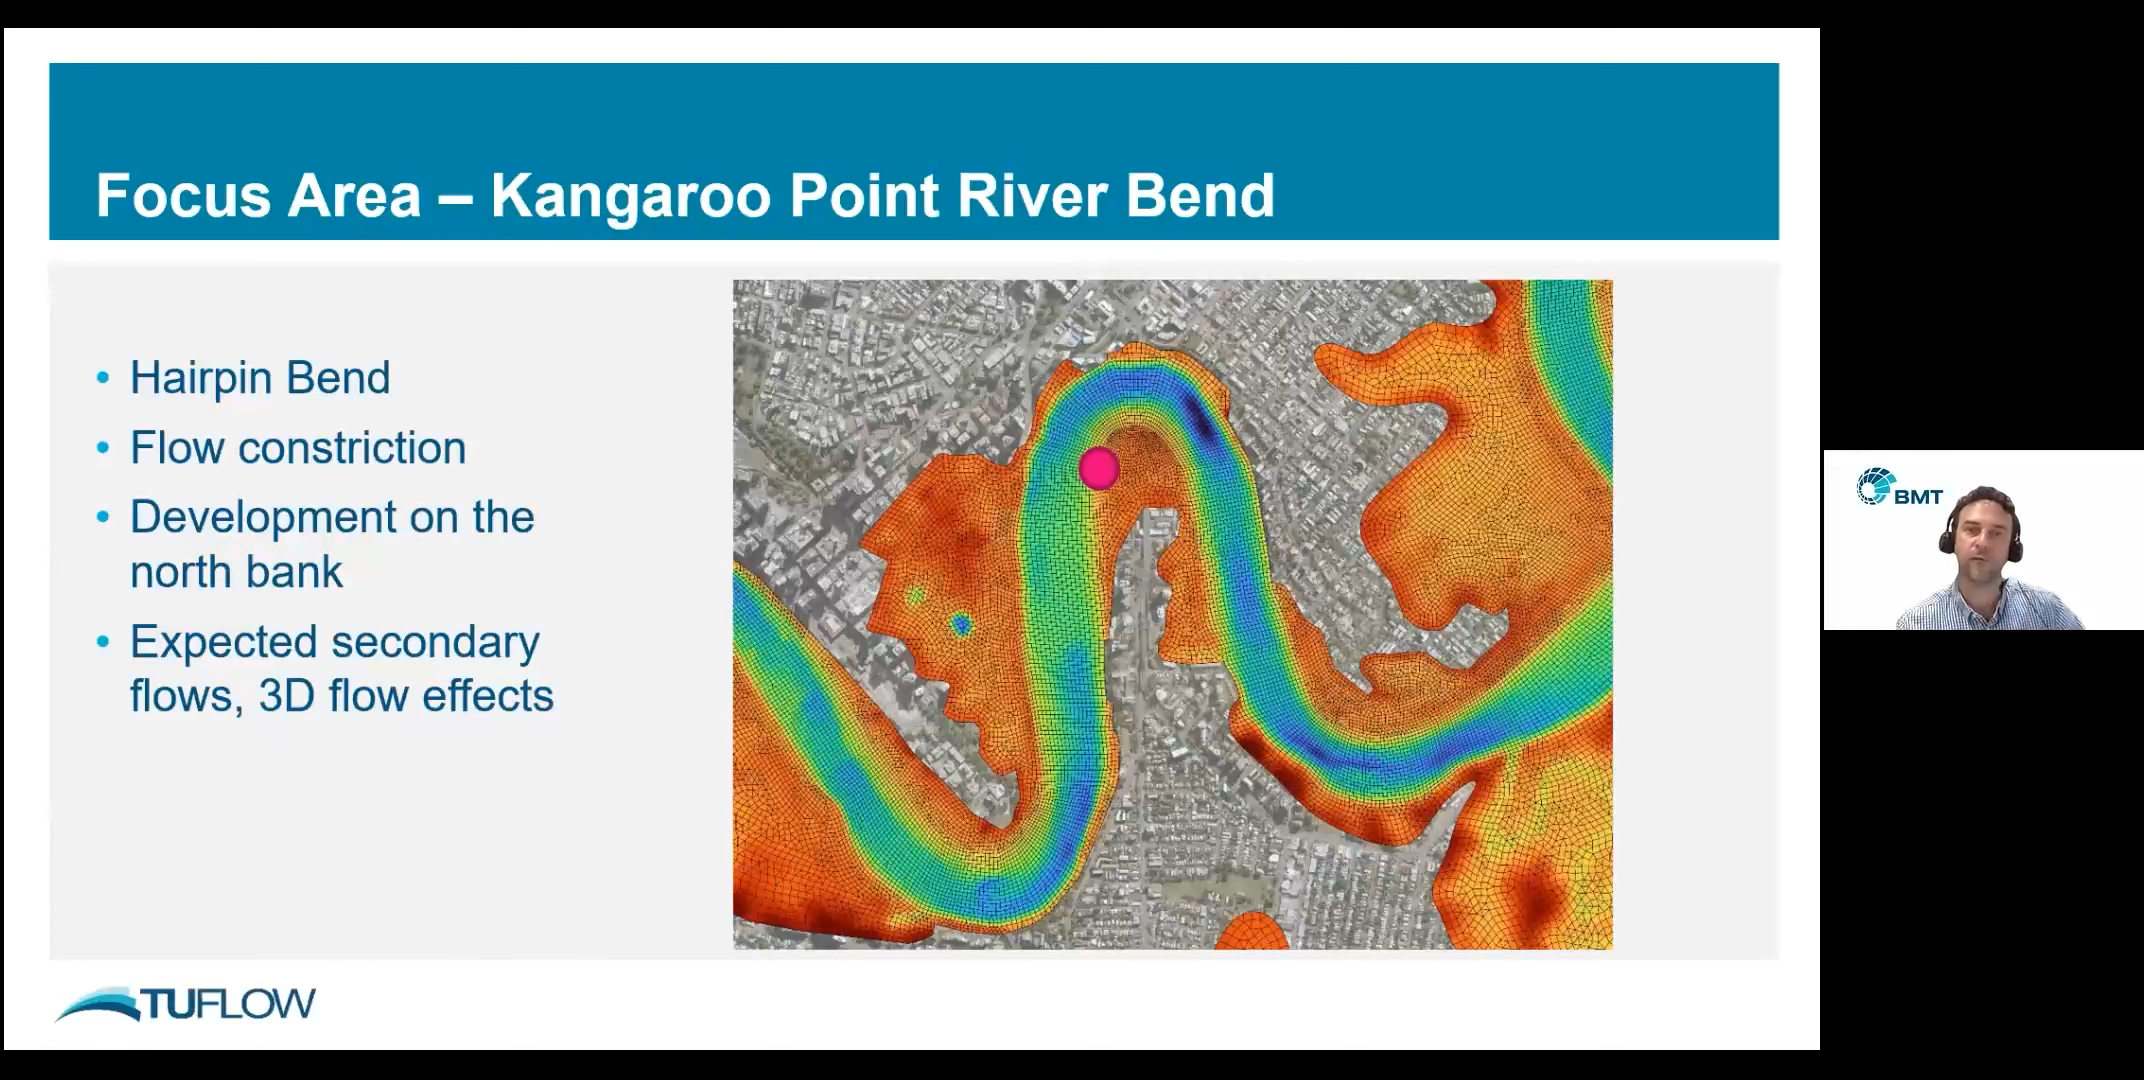 Focus Area – Kangaroo Point River Bend
• Hairpin Bend
• Flow constriction
• Development on the
north bank
• Expected secondary
flows, 3D flow effects
BMT
TUFLOW